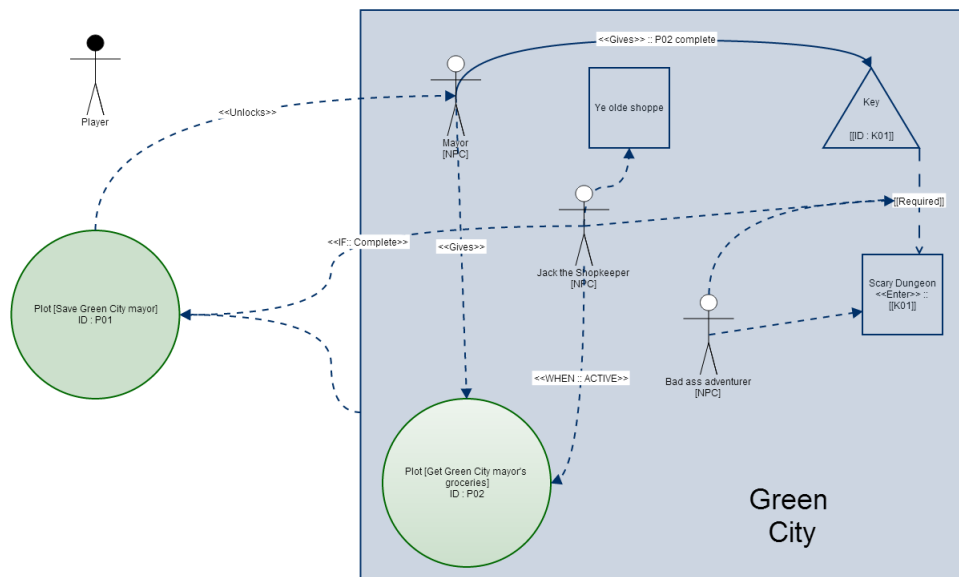 <<Gives>> :: P02 complete
Key
[[ID : K01]]
Ye olde shoppe
<<Unlocks>>
Player
Mayor
[NPC]
[[Required]]
<<IF:: Complete>>
<<Gives>>
Jack the Shopkeeper
[NPC]
Scary Dungeon
<<Enter>> ::
[[K01]]
Plot [Save Green City mayor]
ID : P01
<<WHEN :: ACTIVE>>
Bad ass adventurer
[NPC]
Plot [Get Green City mayor's
groceries]
ID : P02
Green
City